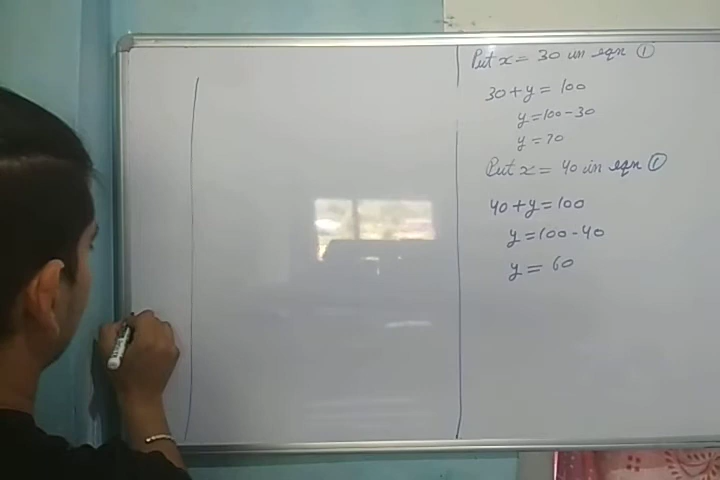 Put x = 30 in eqn ①
30 + y = 100
y = 100 - 30
y = 70
Put x = 40 in eqn ①
40 + y = 100
y = 100 - 40
y = 60